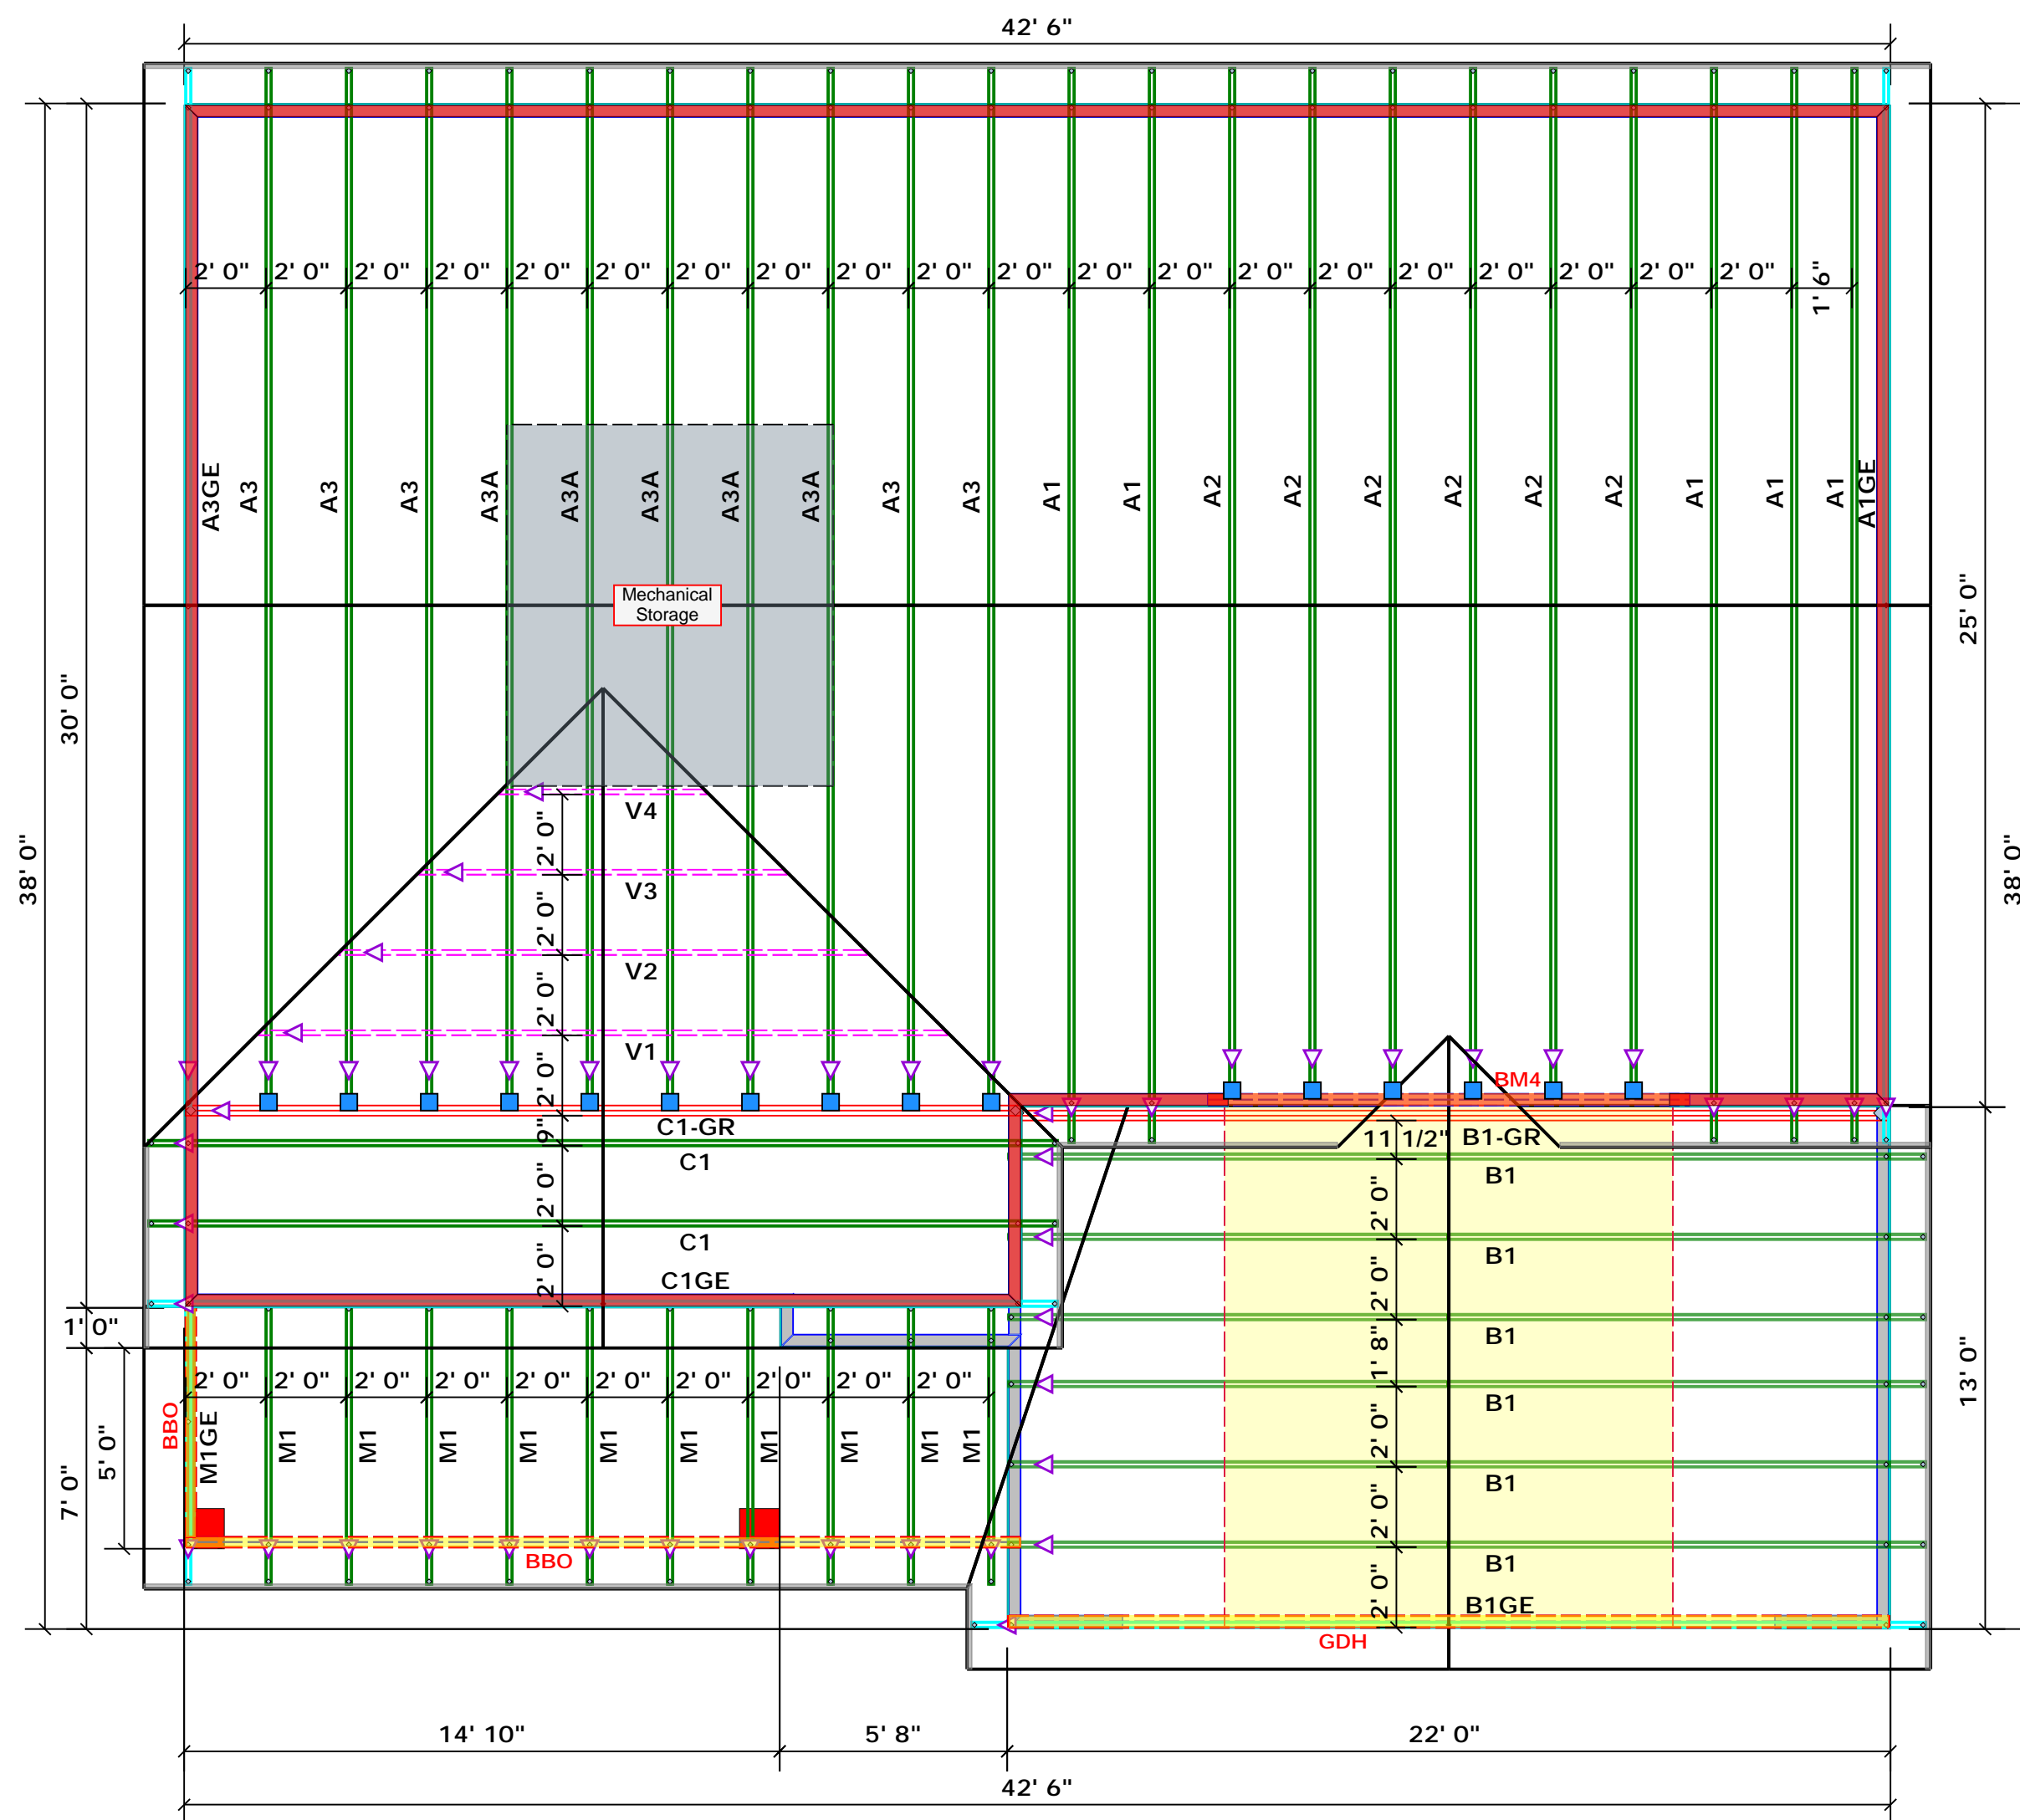 42' 6"
2' 0" 2' 0" 2' 0" 2' 0" 2' 0" 2' 0" 2' 0" 2' 0" 2' 0" 2' 0" 2' 0" 2' 0" 2' 0" 2' 0" 2' 0" 2' 0" 2' 0" 2' 0" 2' 0" 2' 0" 1' 6"
A3GE A3 A3 A3 A3A A3A A3A A3A A3A A3 A3 A1 A1 A2 A2 A2 A2 A2 A2 A1 A1 A1 A1GE
Mechanical
Storage
25' 0"
30' 0"
38' 0"
38' 0"
V4
2' 0"
V3
2' 0"
V2
2' 0"
V1
2' 0"
BM4
C1-GR
9"
11 1/2"
B1-GR
C1
B1
2' 0"
2' 0"
C1
B1
2' 0"
2' 0"
C1GE
1' 0"
B1
1' 8"
2' 0" 2' 0" 2' 0" 2' 0" 2' 0" 2' 0" 2' 0" 2' 0" 2' 0" 2' 0"
B1
13' 0"
BBO
M1GE M1 M1 M1 M1 M1 M1 M1 M1 M1 M1
5' 0"
7' 0"
2' 0"
B1
2' 0"
BBO
B1
2' 0"
B1GE
GDH
14' 10"
5' 8"
22' 0"
42' 6"